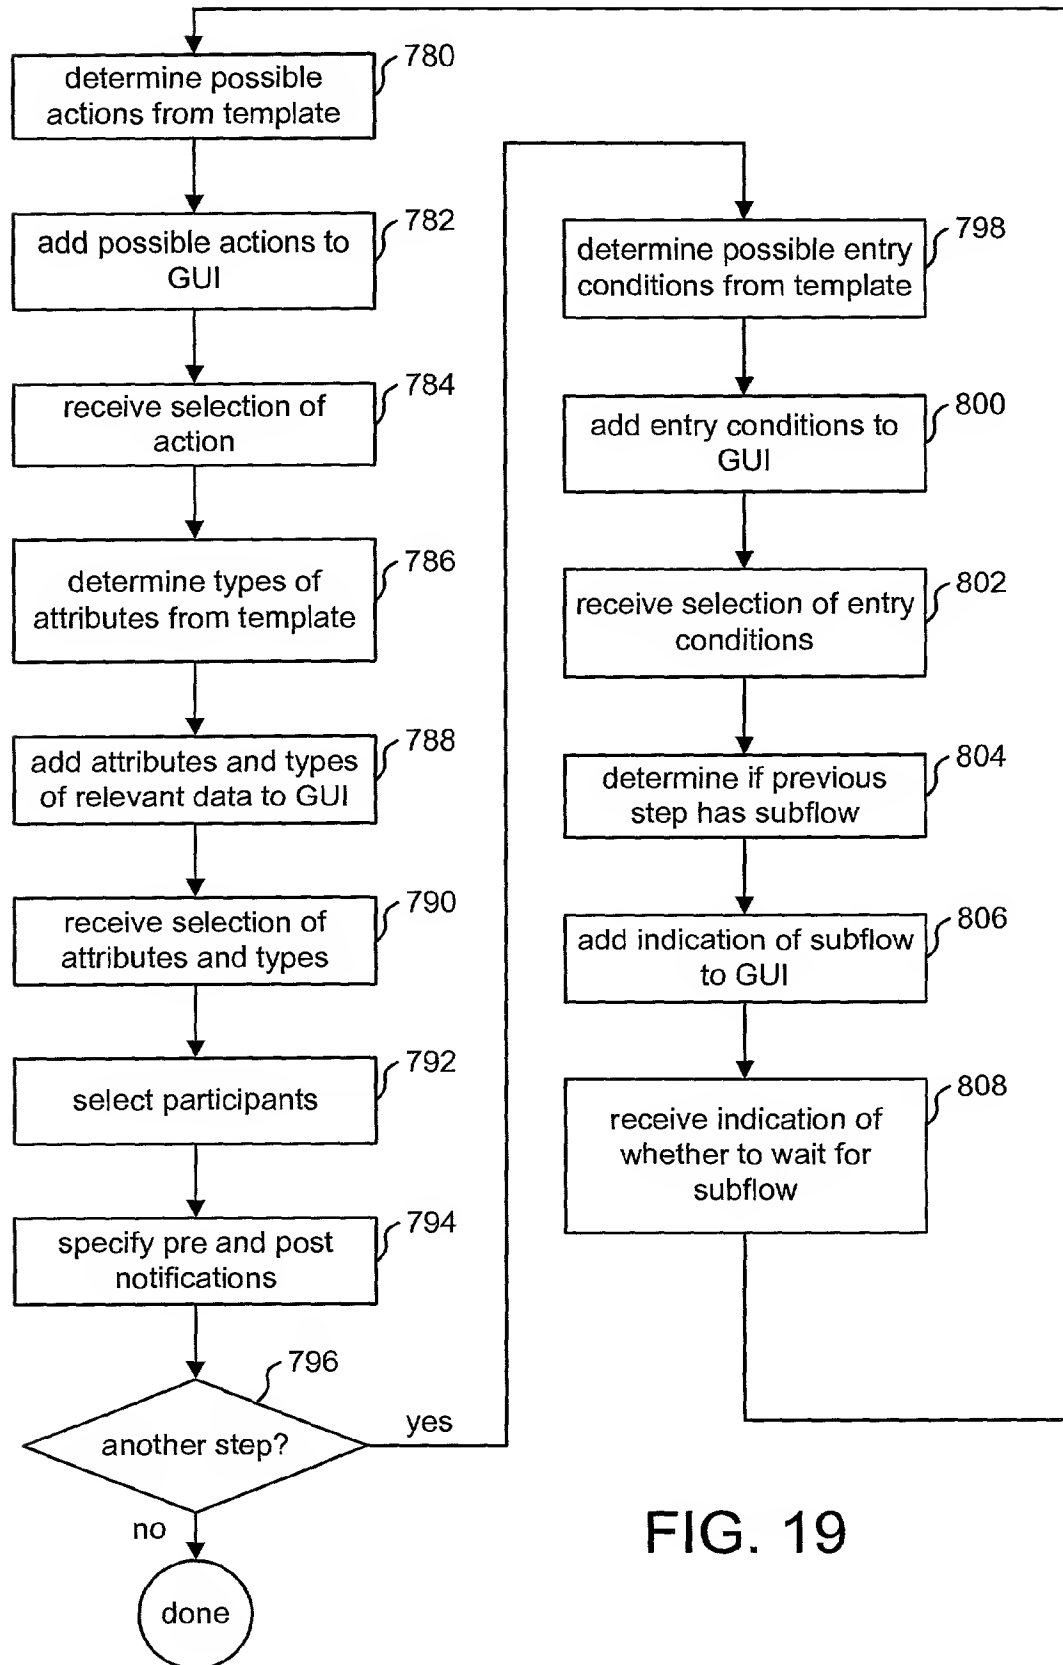 780
determine possible
actions from template
782
add possible actions to
GUI
784
receive selection of
action
786
determine types of
attributes from template
788
add attributes and types
of relevant data to GUI
790
receive selection of
attributes and types
792
select participants
794
specify pre and post
notifications
796
another step?
yes
no
done
798
determine possible entry
conditions from template
800
add entry conditions to
GUI
802
receive selection of entry
conditions
804
determine if previous
step has subflow
806
add indication of subflow
to GUI
808
receive indication of
whether to wait for
subflow
FIG. 19